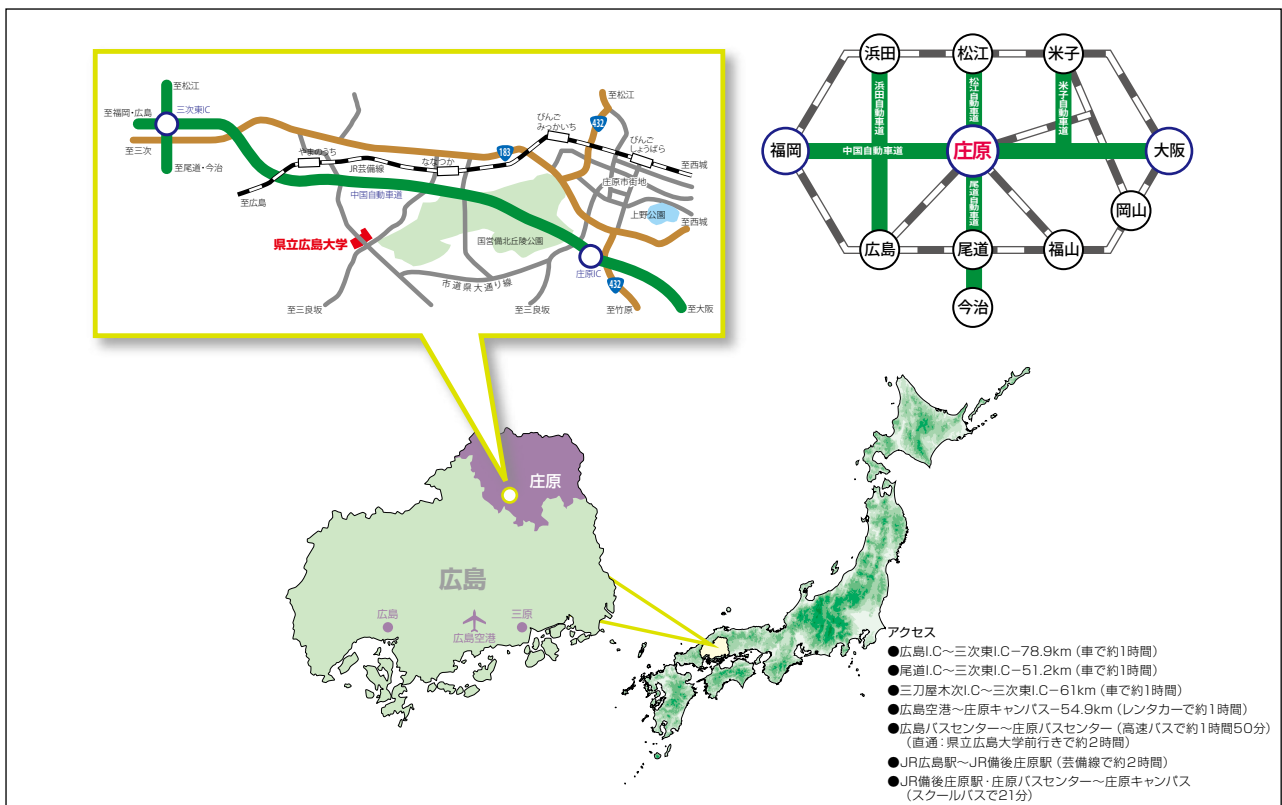 至松江
至福岡・広島
三次東IC
至三次
至尾道・今治
やまのうち
JR芸備線
ななつか
至広島
中国自動車道
183
びんご
みっかいち
至松江
432
びんご
しょうばら
至西城
庄原市街地
上野公園
至西城
県立広島大学
国営備北丘陵公園
庄原IC
市道県大通り線
432
至三良坂
至三良坂
至竹原
至大阪
浜田
松江
米子
浜田自動車道
松江自動車道
米子自動車道
福岡
中国自動車道
庄原
大阪
尾道自動車道
岡山
広島
尾道
福山
今治
庄原
広島
広島
広島空港
三原
アクセス
●広島I.C〜三次東I.C−78.9km（車で約1時間）
●尾道I.C〜三次東I.C−51.2km（車で約1時間）
●三刀屋木次I.C〜三次東I.C−61km（車で約1時間）
●広島空港〜庄原キャンパス−54.9km（レンタカーで約1時間）
●広島バスセンター〜庄原バスセンター（高速バスで約1時間50分）
（直通：県立広島大学前行きで約2時間）
●JR広島駅〜JR備後庄原駅（芸備線で約2時間）
●JR備後庄原駅・庄原バスセンター〜庄原キャンパス
（スクールバスで21分）